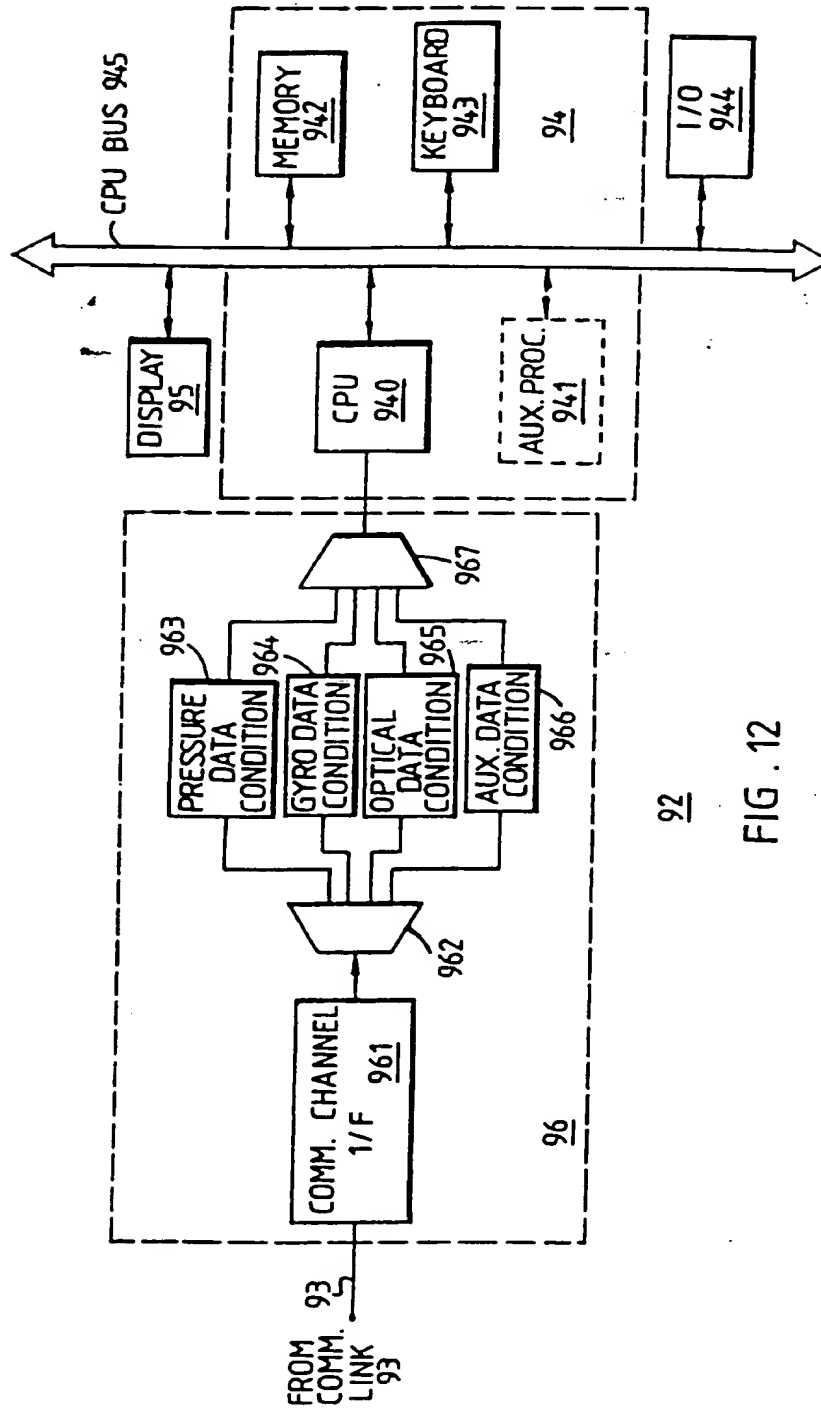 FROM
COMM.
LINK
93
93
COMM. CHANNEL
1/F
961
96
962
PRESSURE
DATA
CONDITION
963
GYRO DATA
CONDITION
964
OPTICAL
DATA
CONDITION
965
AUX. DATA
CONDITION
966
967
DISPLAY
95
CPU
940
AUX. PROC.
941
CPU BUS 945
MEMORY
942
KEYBOARD
943
94
I/O
944
92
FIG. 12